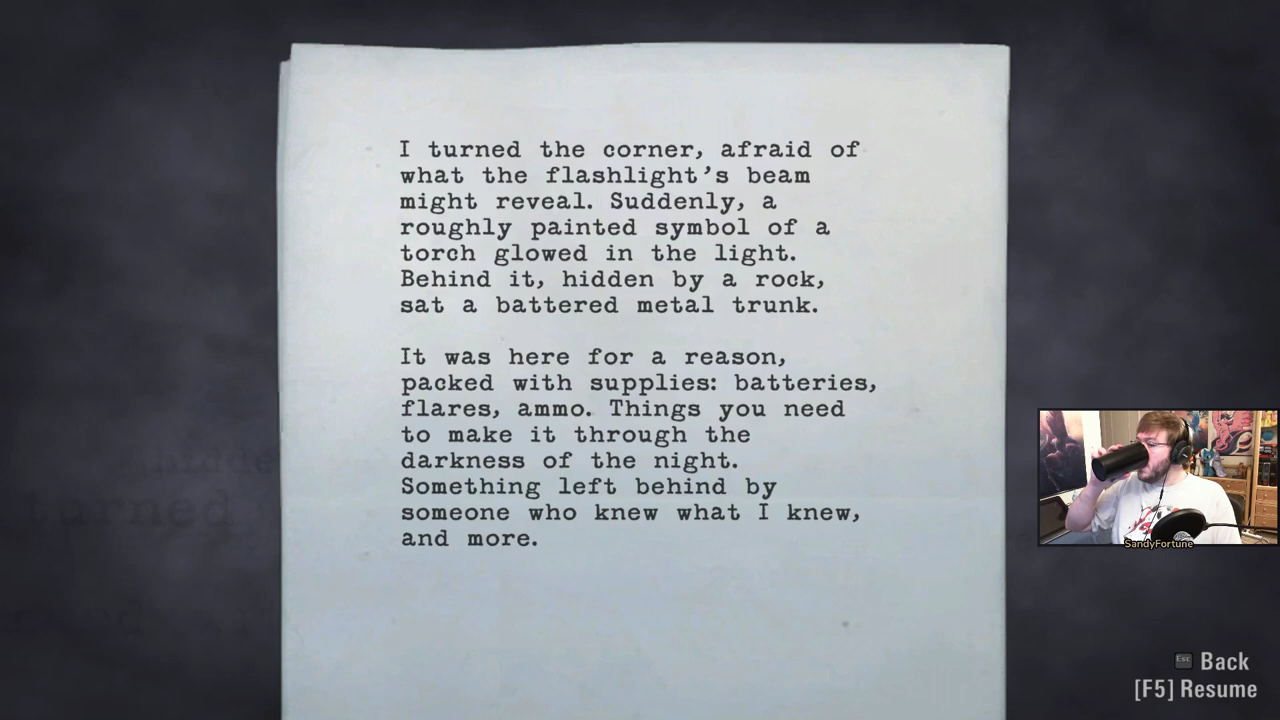 I turned the corner, afraid of
what the flashlight's beam
might reveal. Suddenly, a
roughly painted symbol of a
torch glowed in the light.
Behind it, hidden by a rock,
sat a battered metal trunk.
It was here for a reason,
packed with supplies: batteries,
flares, ammo. Things you need
to make it through the
darkness of the night.
Something left behind by
someone who knew what I knew,
and more.
SandyFortune
Esc Back
[F5] Resume